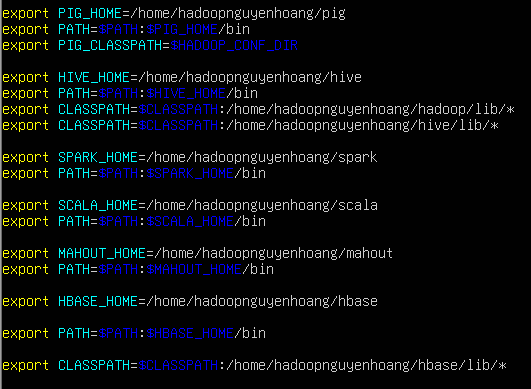 export PIG_HOME=/home/hadoopnguyenhoang/pig
export PATH=$PATH:$PIG_HOME/bin
export PIG_CLASSPATH=$HADOOP_CONF_DIR
export HIVE_HOME=/home/hadoopnguyenhoang/hive
export PATH=$PATH:$HIVE_HOME/bin
export CLASSPATH=$CLASSPATH:/home/hadoopnguyenhoang/hadoop/lib/*
export CLASSPATH=$CLASSPATH:/home/hadoopnguyenhoang/hive/lib/*
export SPARK_HOME=/home/hadoopnguyenhoang/spark
export PATH=$PATH:$SPARK_HOME/bin
export SCALA_HOME=/home/hadoopnguyenhoang/scala
export PATH=$PATH:$SCALA_HOME/bin
export MAHOUT_HOME=/home/hadoopnguyenhoang/mahout
export PATH=$PATH:$MAHOUT_HOME/bin
export HBASE_HOME=/home/hadoopnguyenhoang/hbase
export PATH=$PATH:$HBASE_HOME/bin
export CLASSPATH=$CLASSPATH:/home/hadoopnguyenhoang/hbase/lib/*